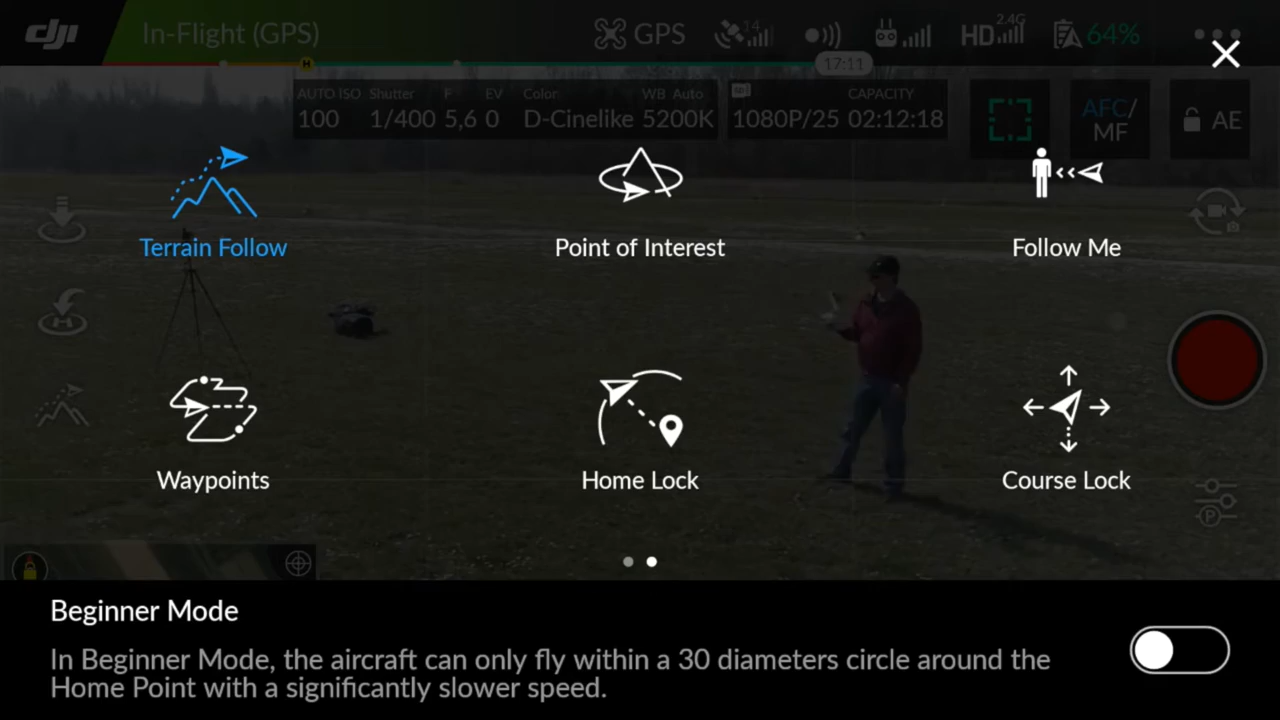 dji In-Flight (GPS) GPS 14 HD 2.4G 64%
H 17:11
AUTO ISO Shutter F EV Color WB Auto CAPACITY
100 1/400 5,6 0 D-Cinelike 5200K 1080P/25 02:12:18
AFC/
MF
AE
Terrain Follow
Point of Interest
Follow Me
H
Waypoints
Home Lock
Course Lock
P
Beginner Mode
In Beginner Mode, the aircraft can only fly within a 30 diameters circle around the
Home Point with a significantly slower speed.